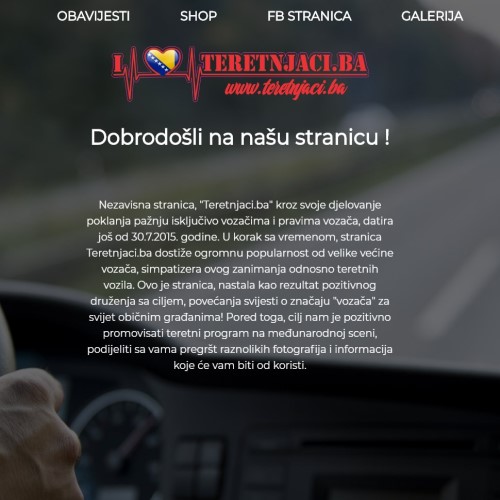 OBAVIJESTI SHOP FB STRANICA GALERIJA
I TERETNJACI.BA
www.teretnjaci.ba
Dobrodošli na našu stranicu !
Nezavisna stranica, "Teretnjaci.ba" kroz svoje djelovanje
poklanja pažnju isključivo vozačima i pravima vozača, datira
još od 30.7.2015. godine. U korak sa vremenom, stranica
Teretnjaci.ba dostiže ogromnu popularnost od velike većine
vozača, simpatizera ovog zanimanja odnosno teretnih
vozila. Ovo je stranica, nastala kao rezultat pozitivnog
druženja sa ciljem, povećanja svijesti o značaju "vozača" za
svijet običnim građanima! Pored toga, cilj nam je pozitivno
promovisati teretni program na međunarodnoj sceni,
podijeliti sa vama pregršt raznolikih fotografija i informacija
koje će vam biti od koristi.